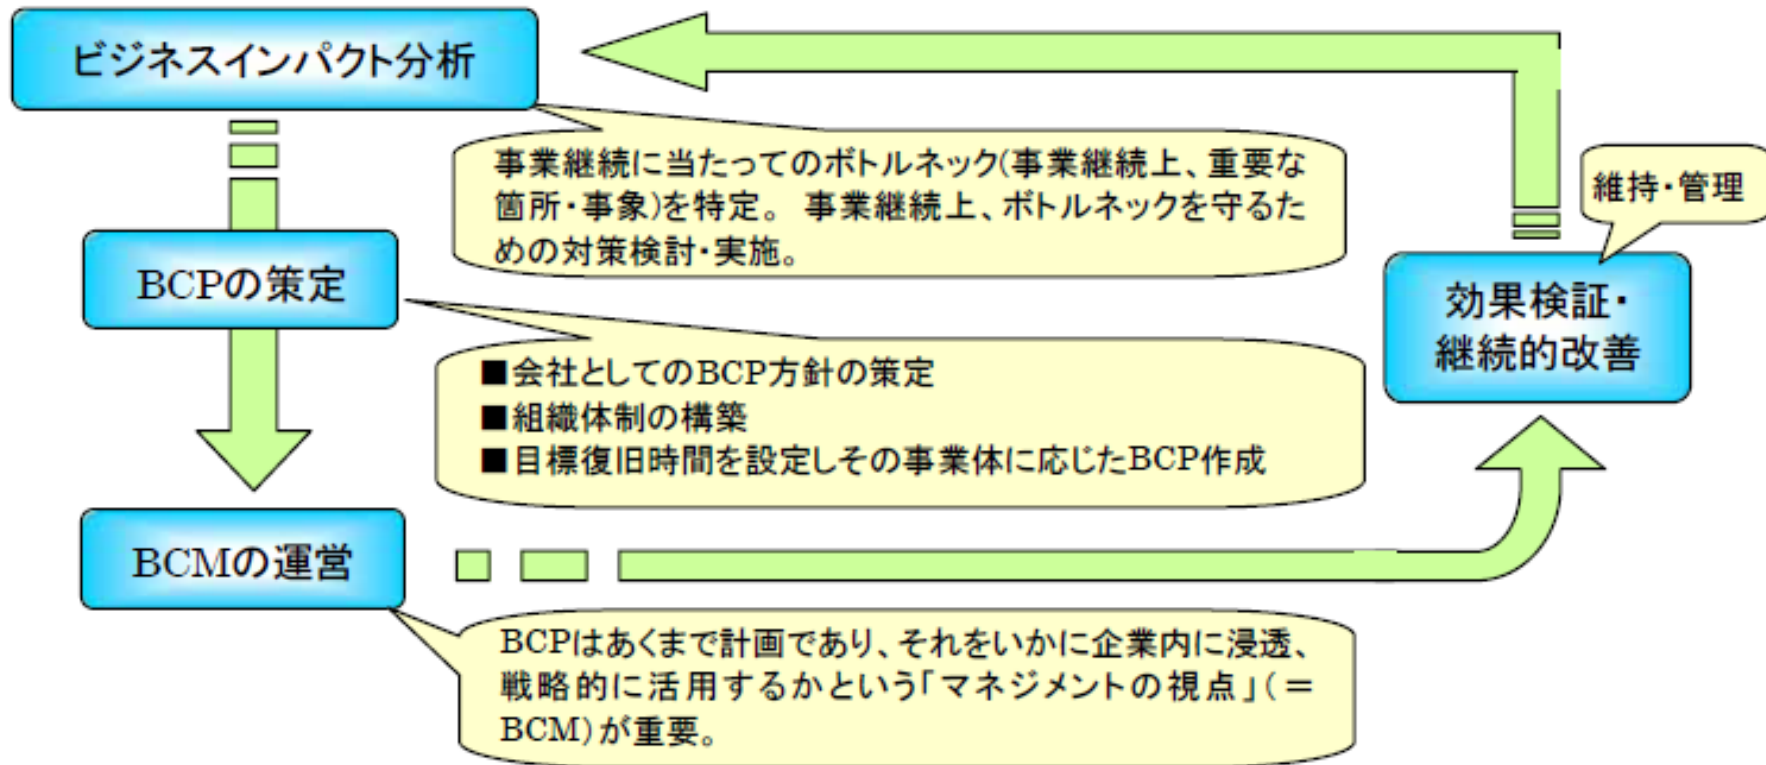 ビジネスインパクト分析
事業継続に当たってのボトルネック(事業継続上、重要な
箇所・事象)を特定。 事業継続上、ボトルネックを守るた
めの対策検討・実施。
維持・管理
BCPの策定
効果検証・
継続的改善
■会社としてのBCP方針の策定
■組織体制の構築
■目標復旧時間を設定しその事業体に応じたBCP作成
BCMの運営
BCPはあくまで計画であり、それをいかに企業内に浸透、
戦略的に活用するかという「マネジメントの視点」(=
BCM)が重要。